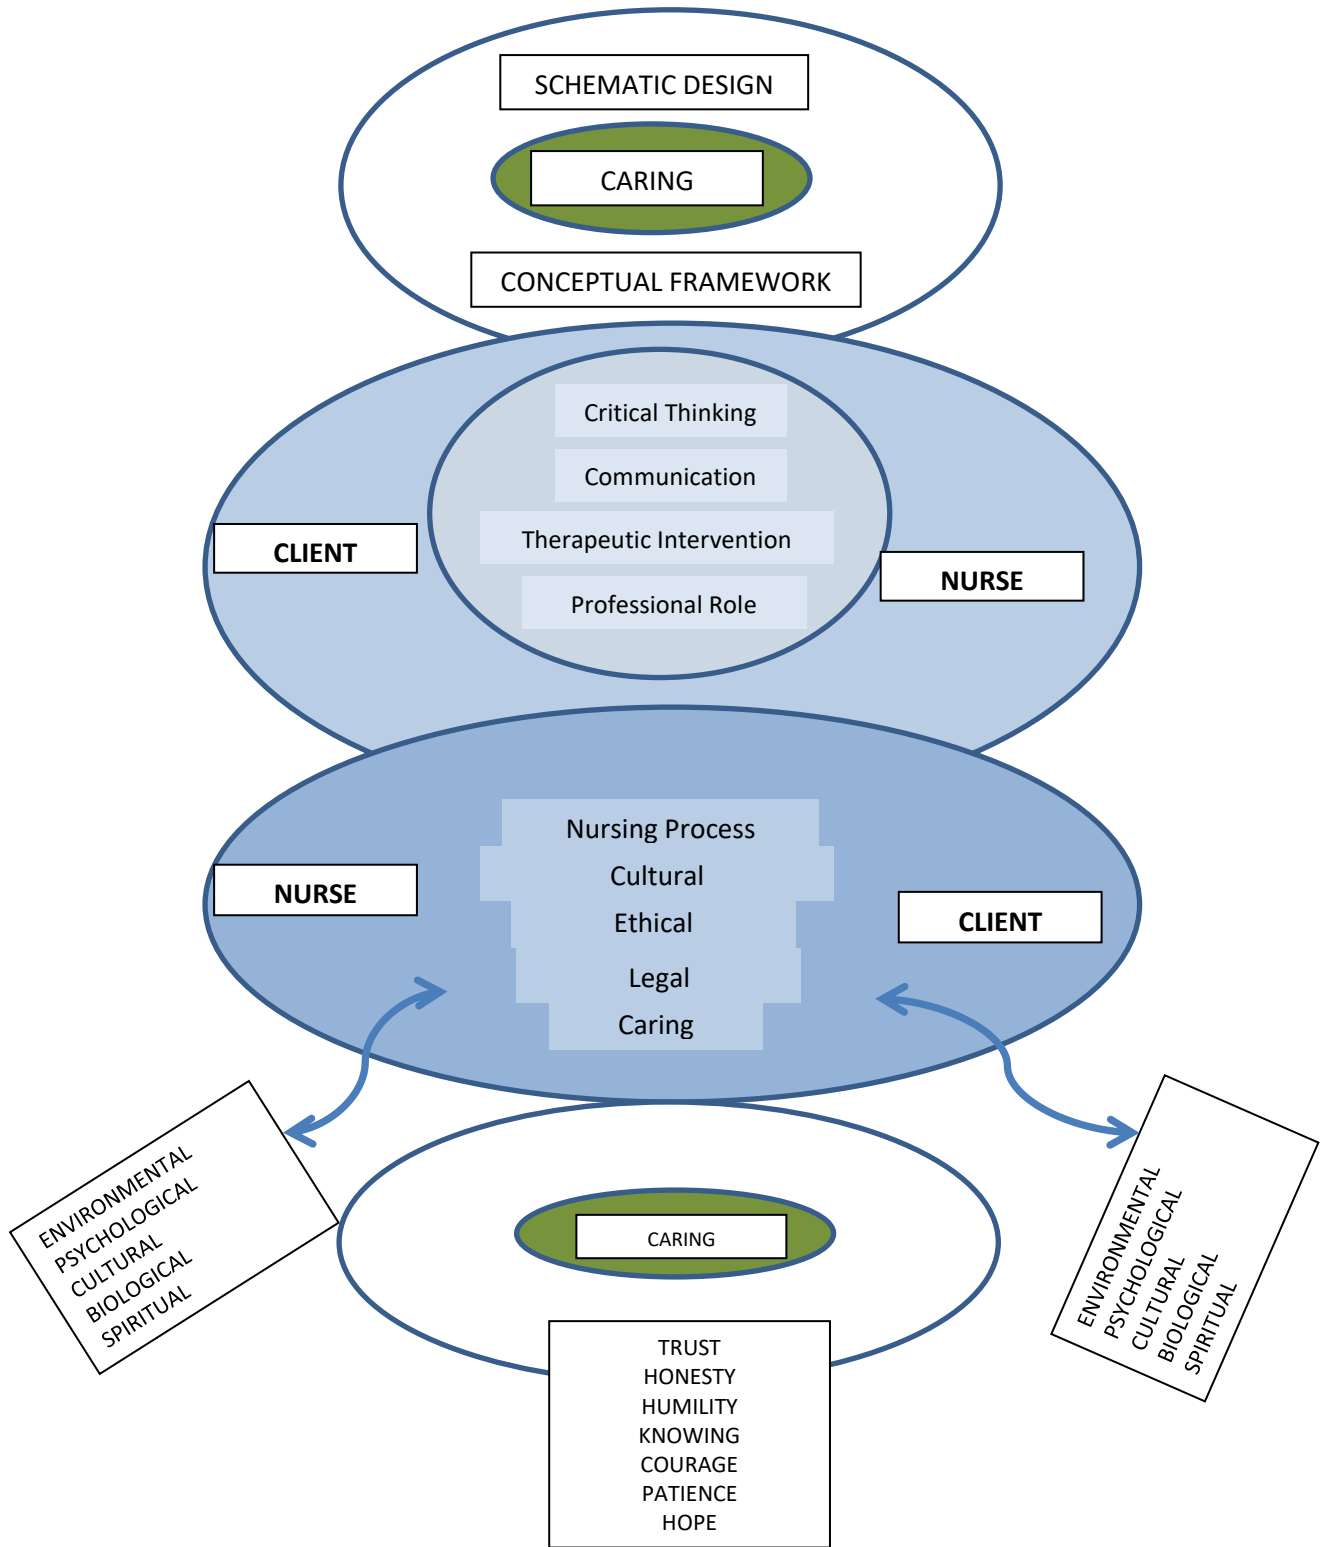 SCHEMATIC DESIGN
CARING
CONCEPTUAL FRAMEWORK
Critical Thinking
Communication
Therapeutic Intervention
Professional Role
CLIENT
NURSE
Nursing Process
Cultural
Ethical
Legal
Caring
NURSE
CLIENT
ENVIRONMENTAL
PSYCHOLOGICAL
CULTURAL
BIOLOGICAL
SPIRITUAL
ENVIRONMENTAL
PSYCHOLOGICAL
CULTURAL
BIOLOGICAL
SPIRITUAL
CARING
TRUST
HONESTY
HUMILITY
KNOWING
COURAGE
PATIENCE
HOPE